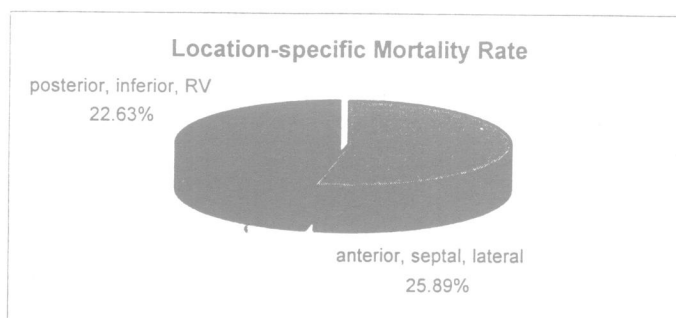 Location-specific Mortality Rate
posterior, inferior, RV
22.63%
anterior, septal, lateral
25.89%